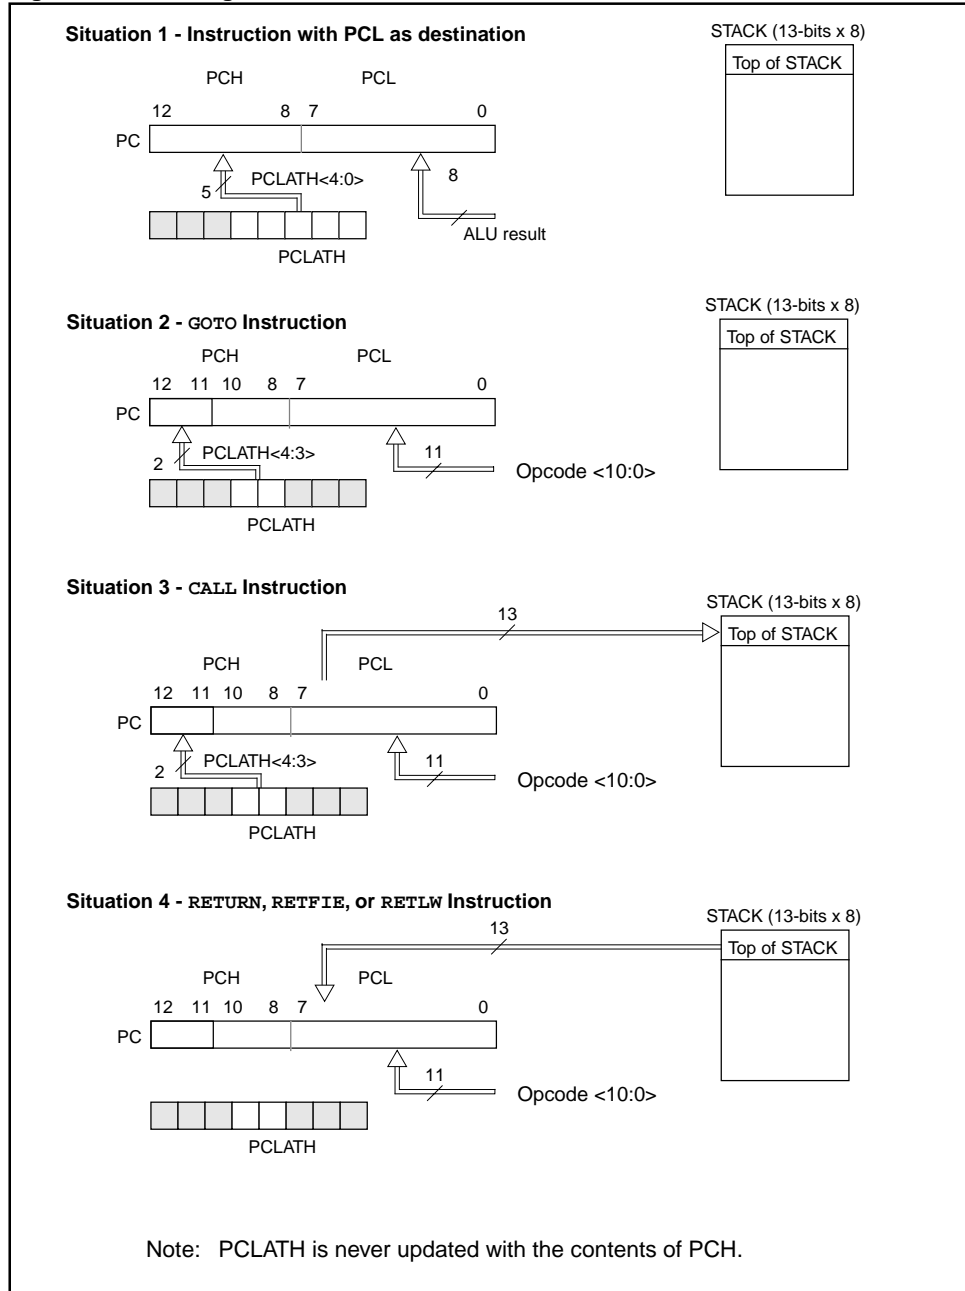 Situation 1 - Instruction with PCL as destination
STACK (13-bits x 8)
Top of STACK
PCH PCL
12 8 7 0
PC
5 PCLATH<4:0> 8
ALU result
PCLATH
Situation 2 - GOTO Instruction
STACK (13-bits x 8)
Top of STACK
PCH PCL
12 11 10 8 7 0
PC
2 PCLATH<4:3> 11
Opcode <10:0>
PCLATH
Situation 3 - CALL Instruction
STACK (13-bits x 8)
13
Top of STACK
PCH PCL
12 11 10 8 7 0
PC
2 PCLATH<4:3> 11
Opcode <10:0>
PCLATH
Situation 4 - RETURN, RETFIE, or RETLW Instruction
STACK (13-bits x 8)
13
Top of STACK
PCH PCL
12 11 10 8 7 0
PC
11
Opcode <10:0>
PCLATH
Note: PCLATH is never updated with the contents of PCH.